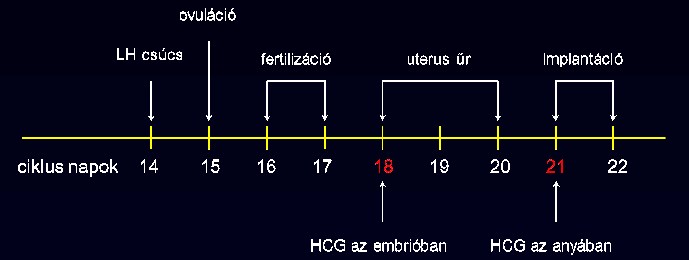 ovuláció
LH csúcs
fertilizáció
uterus űr
Implantáció
ciklus napok 14 15 16 17 18 19 20 21 22
HCG az embrióban
HCG az anyában